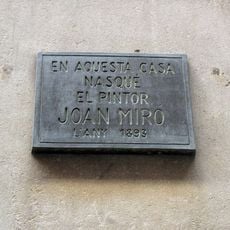 EN AQUESTA CASA
NASQUÉ
EL PINTOR
JOAN MIRÓ
L'ANY 1893